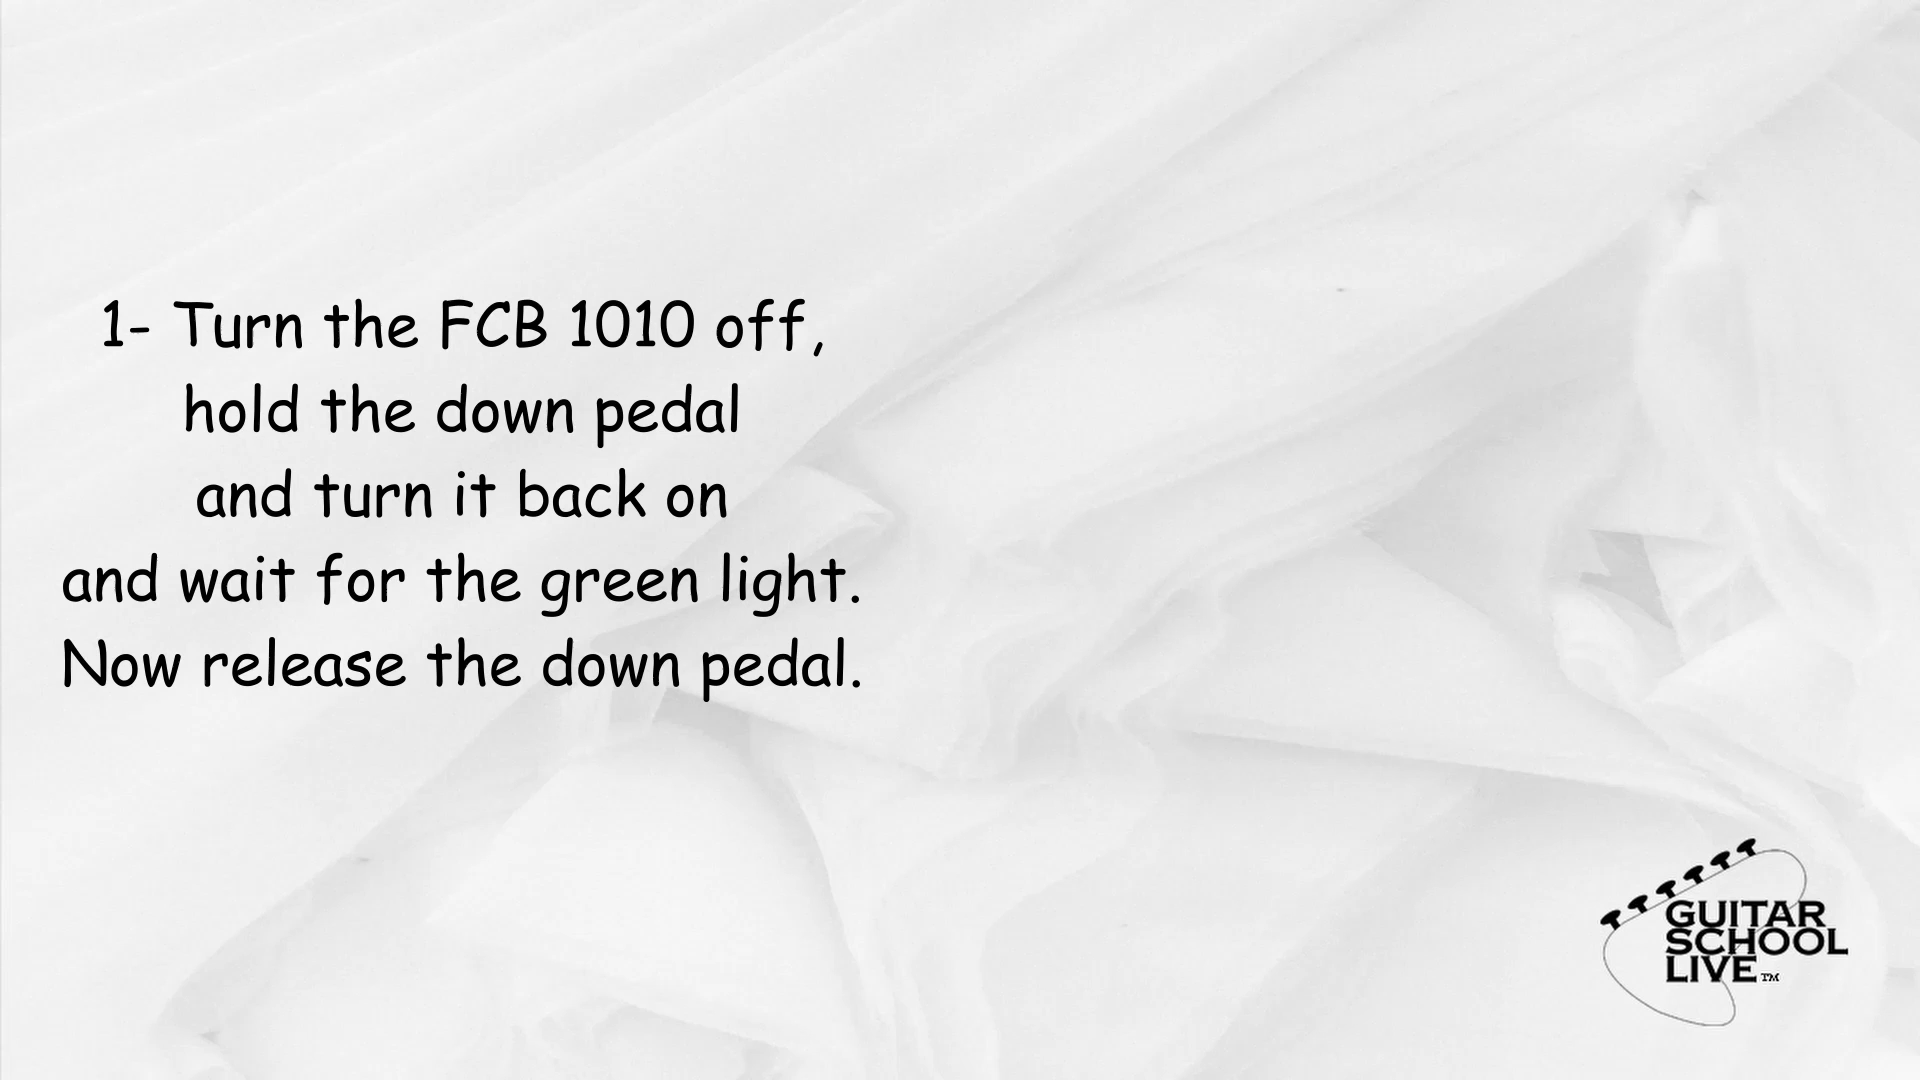 1- Turn the FCB 1010 off,
hold the down pedal
and turn it back on
and wait for the green light.
Now release the down pedal.
GUITAR
SCHOOL
LIVE™